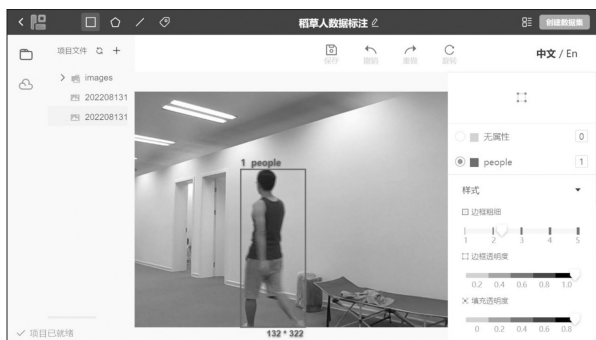 稻草人数据标注
创建数据集
项目文件
保存 撤销 重做 旋转
中文 / En
images
202208131
202208131
无属性 0
people 1
1 people
样式
边框粗细
1 2 3 4 5
边框透明度
0.2 0.4 0.6 0.8 1.0
填充透明度
0 0.2 0.4 0.6 0.8
132 * 322
项目已就绪